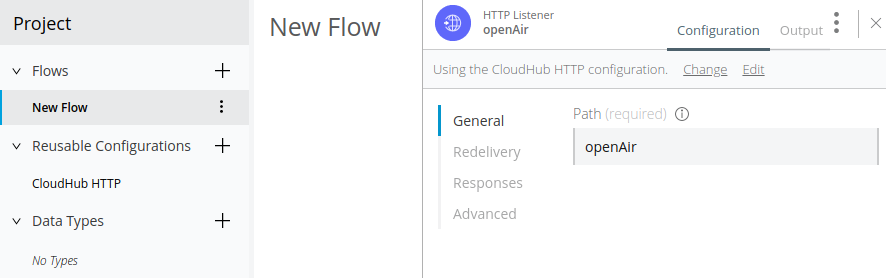 Project
Flows
New Flow
Reusable Configurations
CloudHub HTTP
Data Types
No Types
New Flow
HTTP Listener
openAir
Configuration
Output
Using the CloudHub HTTP configuration. Change Edit
General
Redelivery
Responses
Advanced
Path (required)
openAir